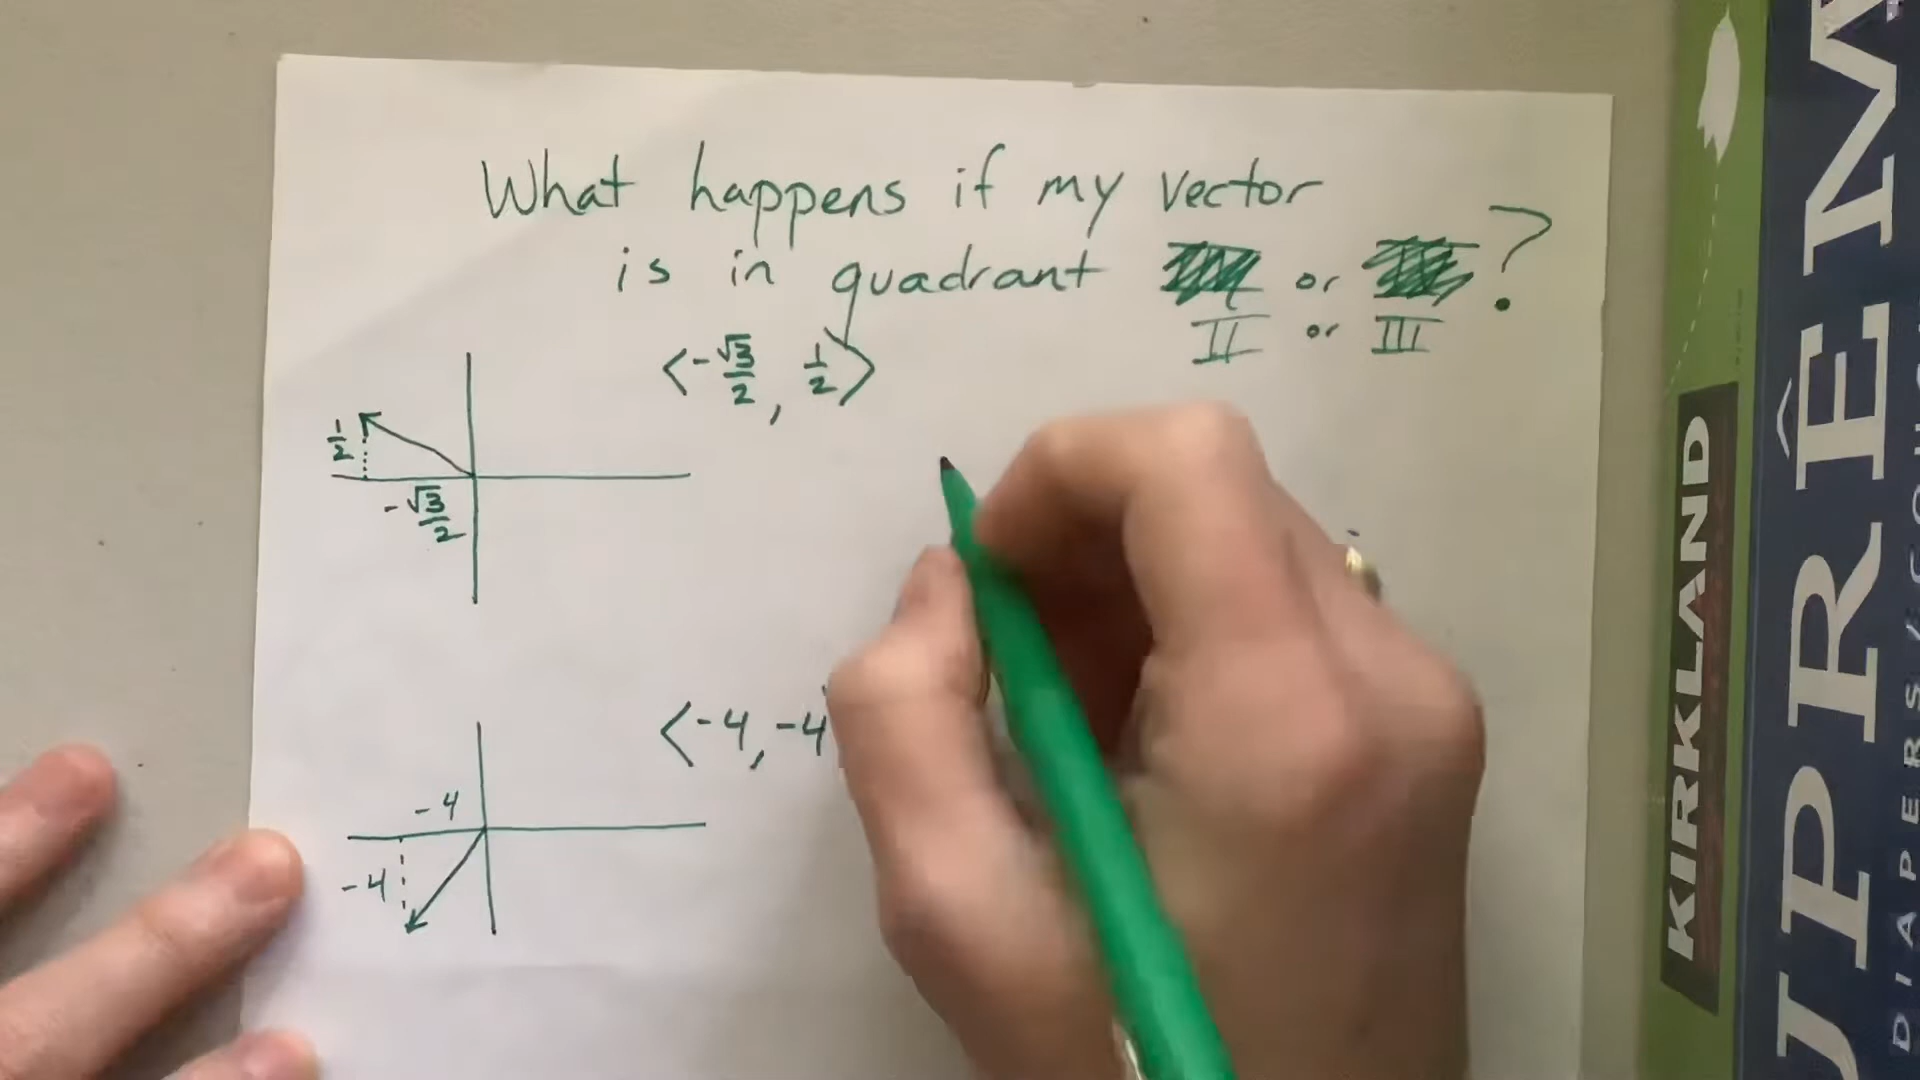 What happens if my vector
is in quadrant or ?
II or III
<-√3/2, 1/2>
1/2
-√3/2
<-4, -4
-4
-4
KIRKLAND
DIAPERS